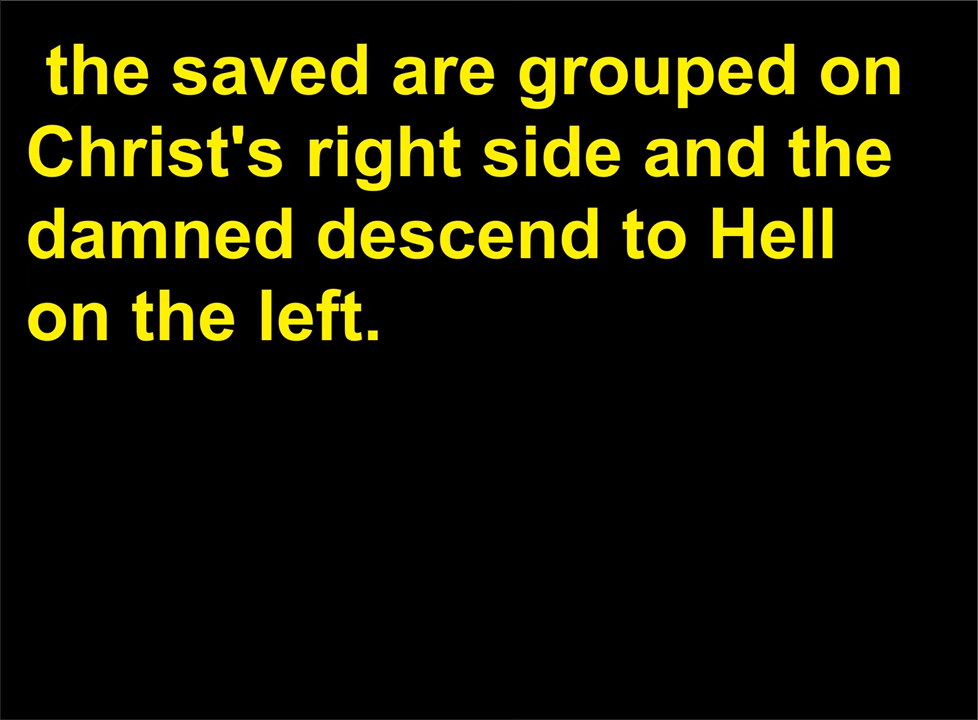 the saved are grouped on
Christ's right side and the
damned descend to Hell
on the left.